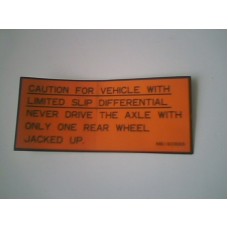 CAUTION FOR VEHICLE WITH
LIMITED SLIP DIFFERENTIAL
NEVER DRIVE THE AXLE WITH
ONLY ONE REAR WHEEL
JACKED UP.